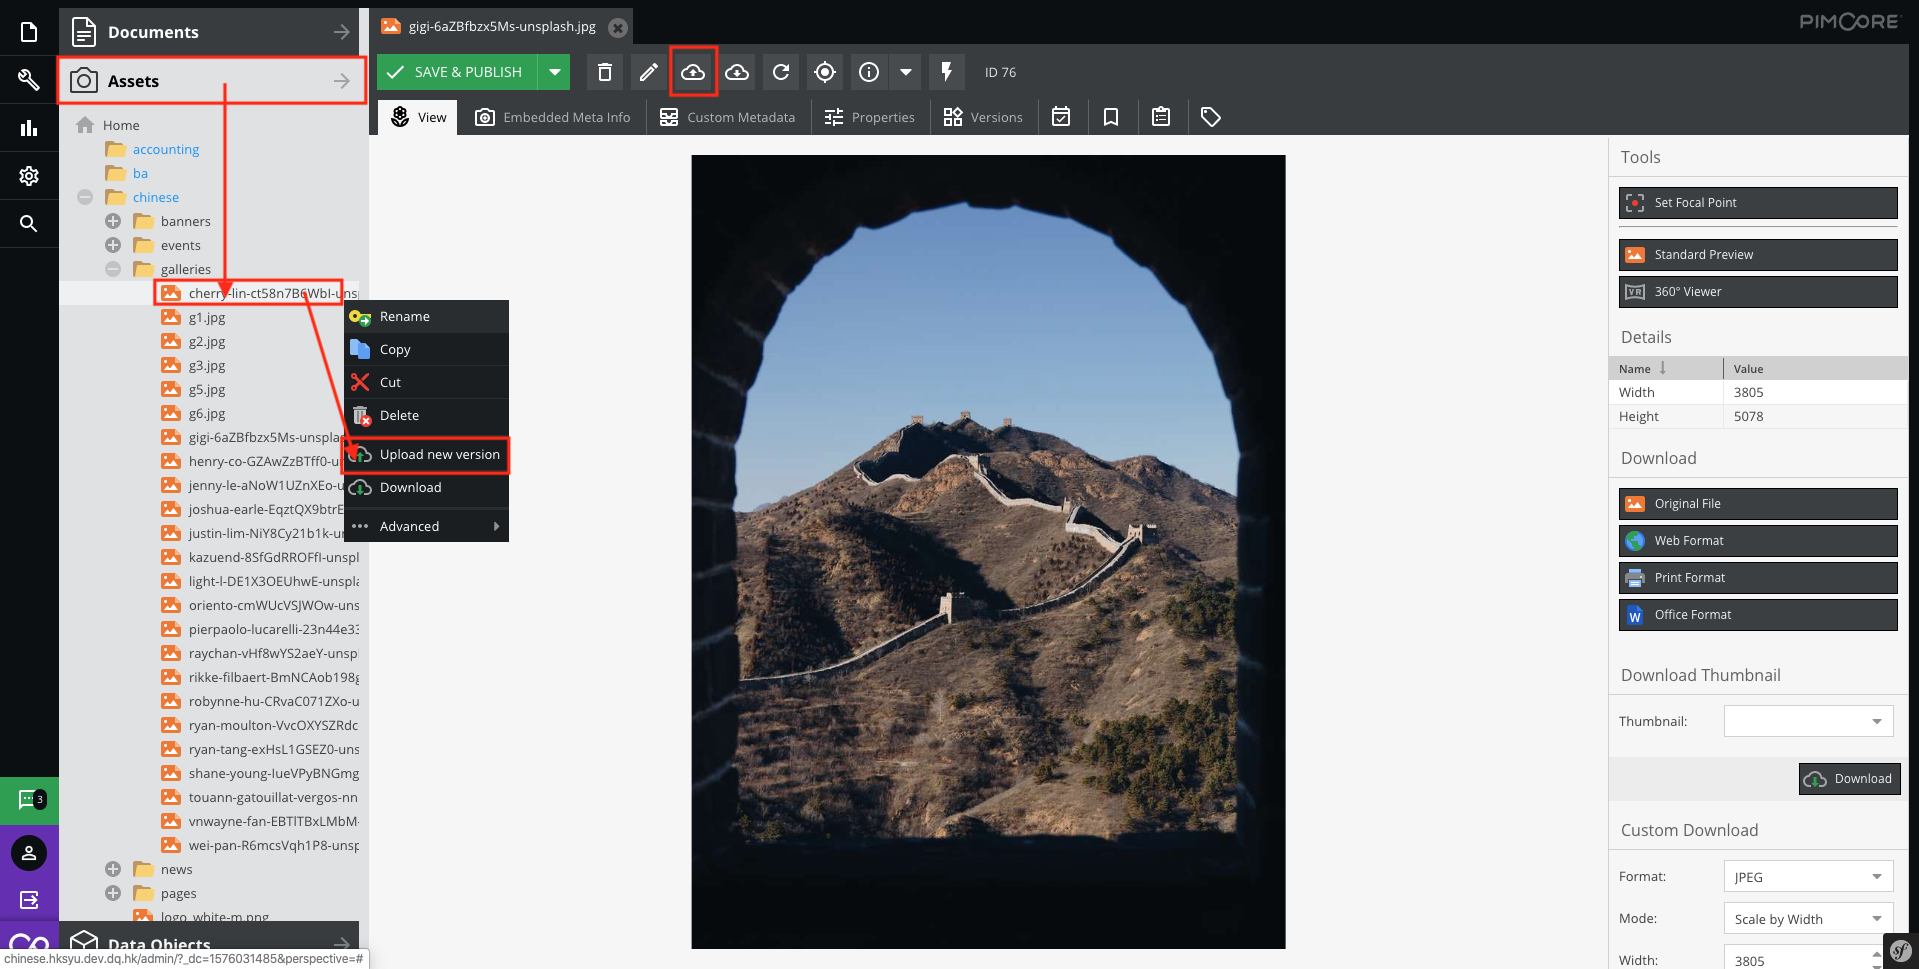 Documents
Assets
Home
accounting
ba
chinese
banners
events
galleries
cherry-lin-ct58n7B6WbI-uns
g1.jpg
g2.jpg
g3.jpg
g5.jpg
g6.jpg
gigi-6aZBfbzx5Ms-unspla
henry-co-GZAwZzBTff0-u
jenny-le-aNoW1UZnXEo-u
joshua-earle-EqztQX9btrE
justin-lim-NiY8Cy21b1k-u
kazuend-8SfGdRROFfI-unspl
light-l-DE1X3OEUhwE-unspla
oriento-cmWUcVSJWOw-uns
pierpaolo-lucarelli-23n44e33
raychan-vHf8wYS2aeY-unsp
rikke-filbaert-BmNCAob198g
robynne-hu-CRvaC071ZXo-u
ryan-moulton-VvcOXYSZRdc
ryan-tang-exHsL1GSEZ0-uns
shane-young-IueVPyBNGmg
touann-gatouillat-vergos-nn
vnwayne-fan-EBTlTBxLMbM-
wei-pan-R6mcsVqh1P8-unsp
news
pages
logo_white-m.png
Data Objects
3
chinese.hksyu.dev.dq.hk/admin/?_dc=1576031485&perspective=#
Rename
Copy
Cut
Delete
Upload new version
Download
Advanced
gigi-6aZBfbzx5Ms-unsplash.jpg
PIMCORE
SAVE & PUBLISH
ID 76
View
Embedded Meta Info
Custom Metadata
Properties
Versions
Tools
Set Focal Point
Standard Preview
VR
360° Viewer
Details
Name Value
Width 3805
Height 5078
Download
Original File
Web Format
Print Format
W
Office Format
Download Thumbnail
Thumbnail:
Download
Custom Download
Format: JPEG
Mode: Scale by Width
Width: 3805
sf